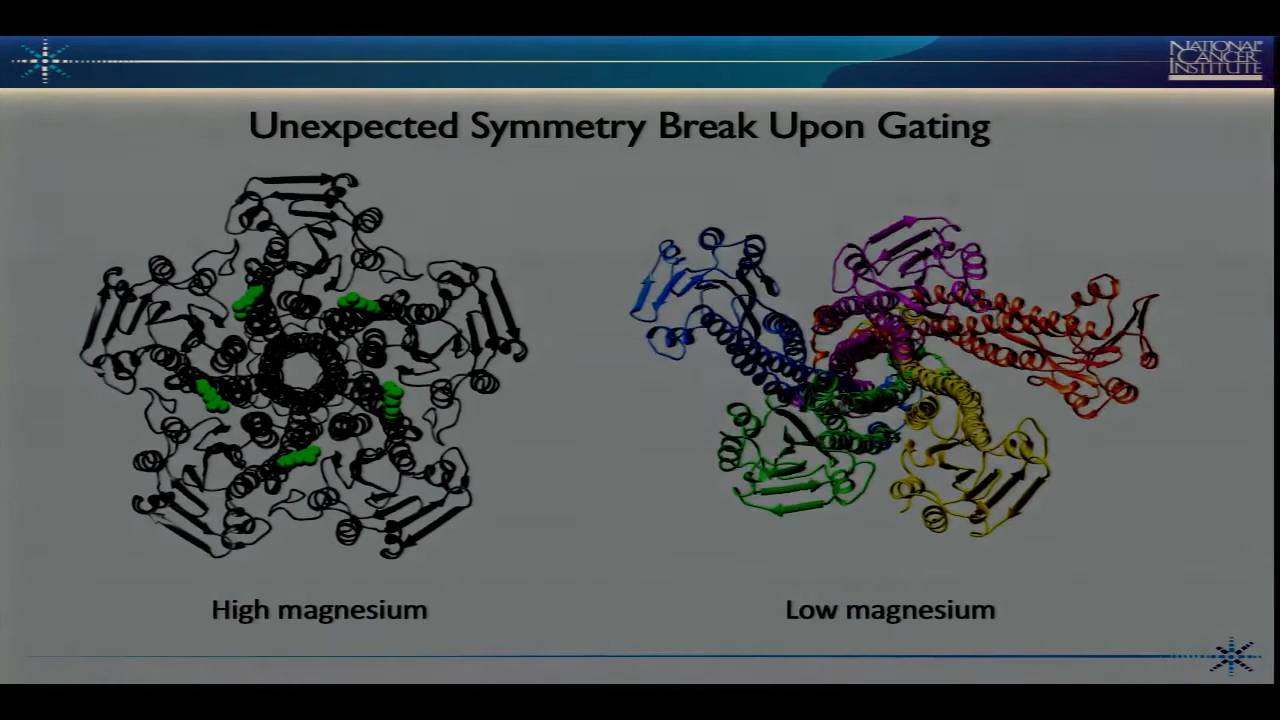 NATIONAL
CANCER
INSTITUTE
Unexpected Symmetry Break Upon Gating
High magnesium
Low magnesium